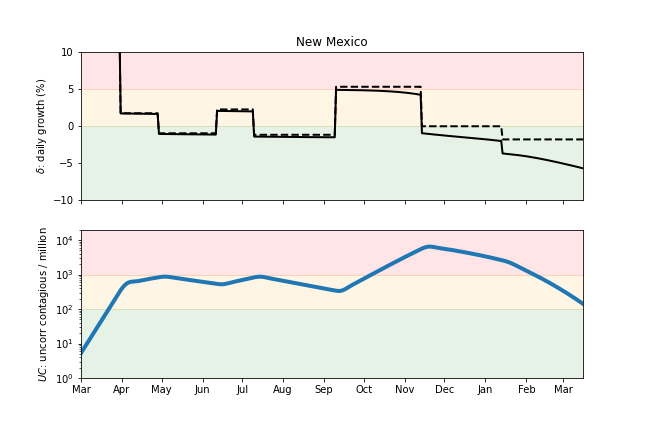 New Mexico
δ: daily growth (%)
10
5
0
−5
−10
UC: uncorr contagious / million
10⁴
10³
10²
10¹
10⁰
Mar Apr May Jun Jul Aug Sep Oct Nov Dec Jan Feb Mar